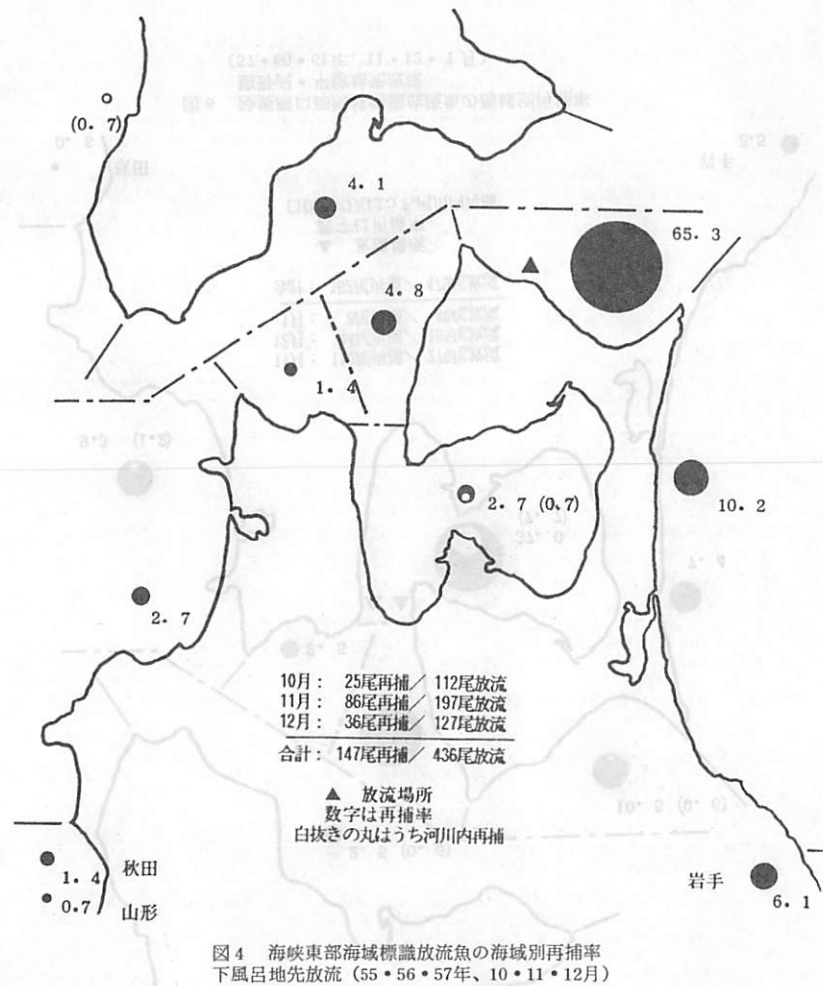 (0. 7)
4. 1
65. 3
4. 8
1. 4
2. 7 (0. 7)
10. 2
2. 7
10月: 25尾再捕／112尾放流
11月: 86尾再捕／197尾放流
12月: 36尾再捕／127尾放流
合計: 147尾再捕／436尾放流
▲ 放流場所
数字は再捕率
白抜きの丸はうち河川内再捕
1. 4 秋田
0.7 山形
岩手
6. 1
図4 海峡東部海域標識放流魚の海域別再捕率
下風呂地先放流（55・56・57年、10・11・12月）